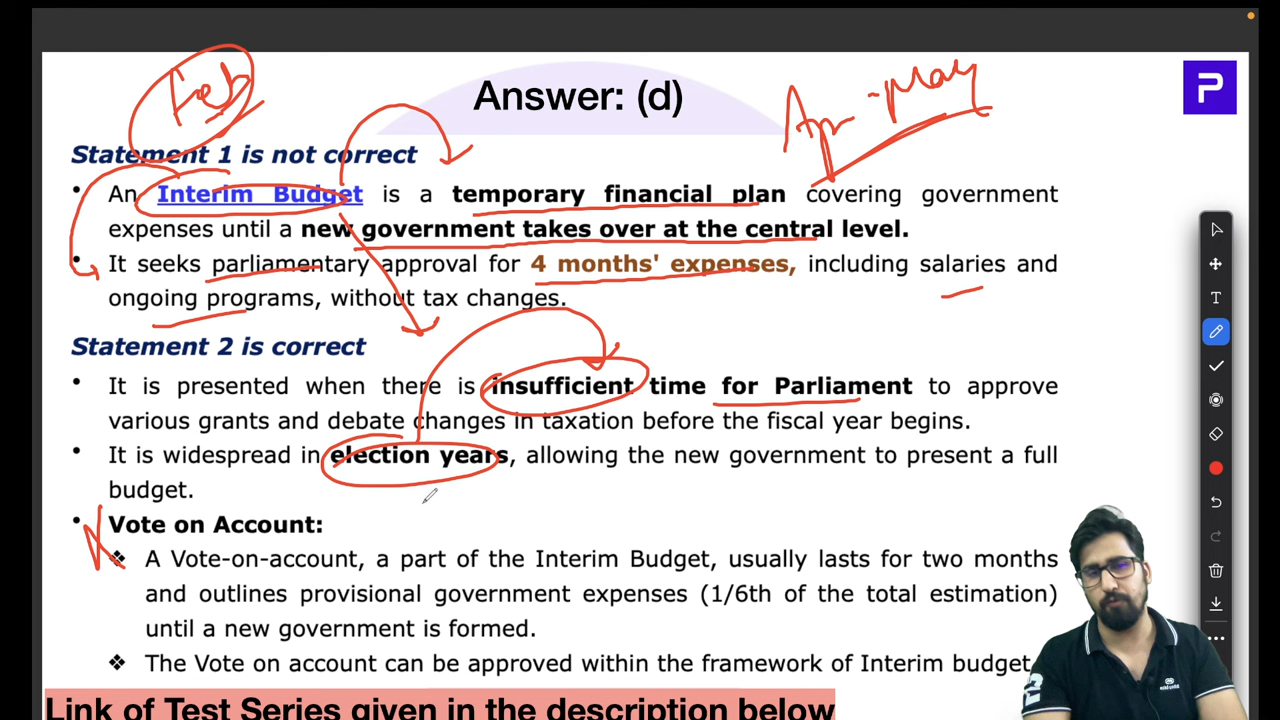 Feb
Answer: (d)
Apr -May
P
Statement 1 is not correct
• An Interim Budget is a temporary financial plan covering government
expenses until a new government takes over at the central level.
• It seeks parliamentary approval for 4 months' expenses, including salaries and
ongoing programs, without tax changes.
Statement 2 is correct
• It is presented when there is insufficient time for Parliament to approve
various grants and debate changes in taxation before the fiscal year begins.
• It is widespread in election years, allowing the new government to present a full
budget.
• Vote on Account:
❖ A Vote-on-account, a part of the Interim Budget, usually lasts for two months
and outlines provisional government expenses (1/6th of the total estimation)
until a new government is formed.
❖ The Vote on account can be approved within the framework of Interim budget.
Link of Test Series given in the description below
T